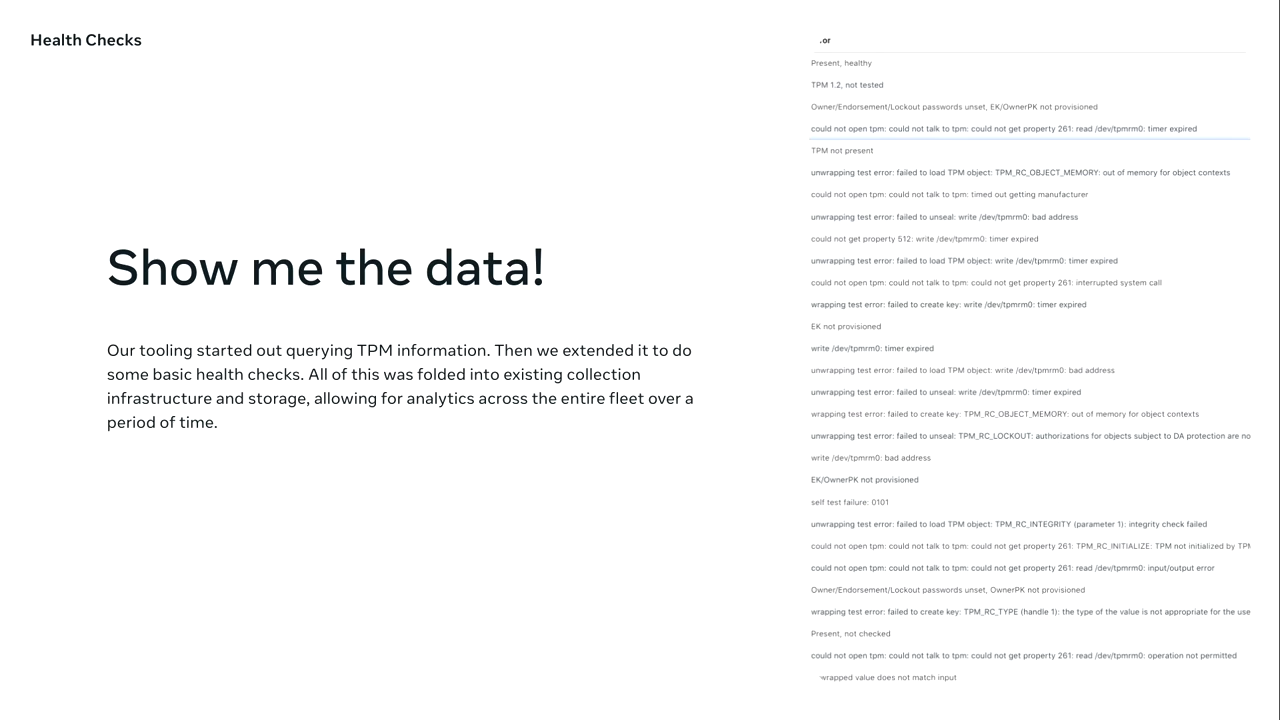 Health Checks
Show me the data!
Our tooling started out querying TPM information. Then we extended it to do
some basic health checks. All of this was folded into existing collection
infrastructure and storage, allowing for analytics across the entire fleet over a
period of time.
Present, healthy
TPM 1.2, not tested
Owner/Endorsement/Lockout passwords unset, EK/OwnerPK not provisioned
could not open tpm: could not talk to tpm: could not get property 261: read /dev/tpmrm0: timer expired
TPM not present
unwrapping test error: failed to load TPM object: TPM_RC_OBJECT_MEMORY: out of memory for object contexts
could not open tpm: could not talk to tpm: timed out getting manufacturer
unwrapping test error: failed to unseal: write /dev/tpmrm0: bad address
could not get property 512: write /dev/tpmrm0: timer expired
unwrapping test error: failed to load TPM object: write /dev/tpmrm0: timer expired
could not open tpm: could not talk to tpm: could not get property 261: interrupted system call
wrapping test error: failed to create key: write /dev/tpmrm0: timer expired
EK not provisioned
write /dev/tpmrm0: timer expired
unwrapping test error: failed to load TPM object: write /dev/tpmrm0: bad address
unwrapping test error: failed to unseal: write /dev/tpmrm0: timer expired
wrapping test error: failed to create key: TPM_RC_OBJECT_MEMORY: out of memory for object contexts
unwrapping test error: failed to unseal: TPM_RC_LOCKOUT: authorizations for objects subject to DA protection are no
write /dev/tpmrm0: bad address
EK/OwnerPK not provisioned
self test failure: 0101
unwrapping test error: failed to load TPM object: TPM_RC_INTEGRITY (parameter 1): integrity check failed
could not open tpm: could not talk to tpm: could not get property 261: TPM_RC_INITIALIZE: TPM not initialized by TPM
could not open tpm: could not talk to tpm: could not get property 261: read /dev/tpmrm0: input/output error
Owner/Endorsement/Lockout passwords unset, OwnerPK not provisioned
wrapping test error: failed to create key: TPM_RC_TYPE (handle 1): the type of the value is not appropriate for the use
Present, not checked
could not open tpm: could not talk to tpm: could not get property 261: read /dev/tpmrm0: operation not permitted
wrapped value does not match input